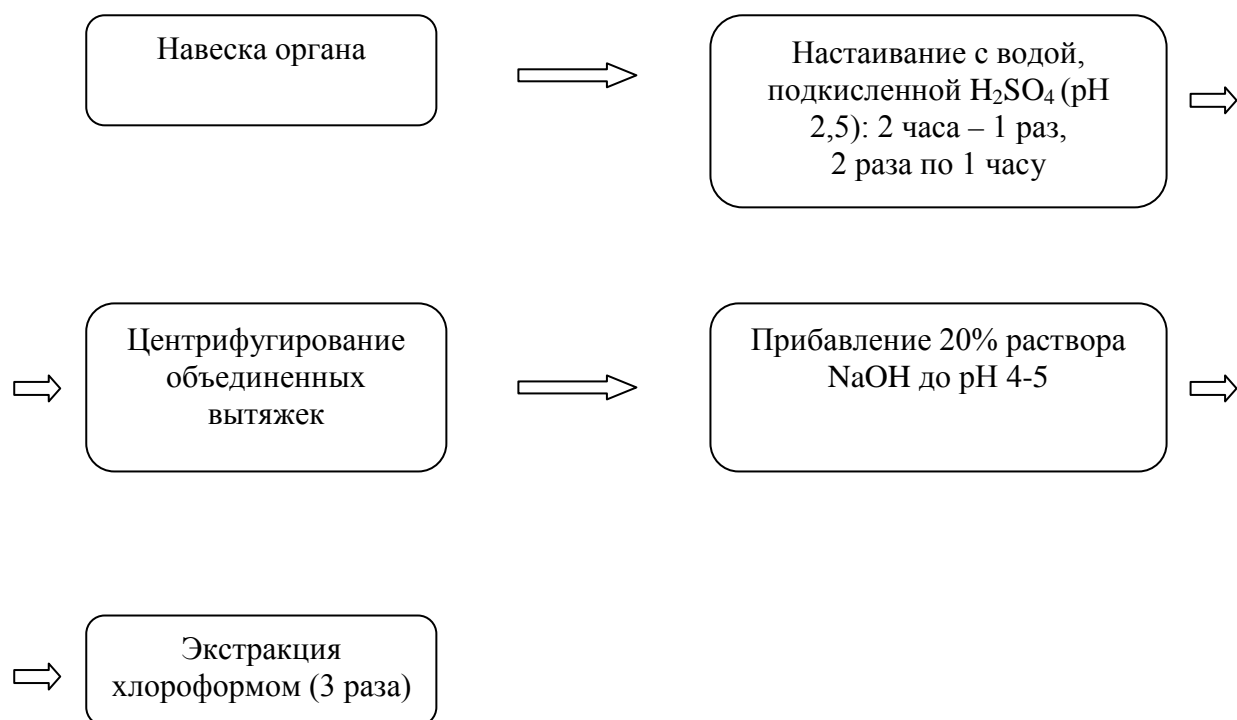 Навеска органа
Настаивание с водой,
подкисленной H₂SO₄ (pH
2,5): 2 часа – 1 раз,
2 раза по 1 часу
Центрифугирование
объединенных
вытяжек
Прибавление 20% раствора
NaOH до pH 4-5
Экстракция
хлороформом (3 раза)